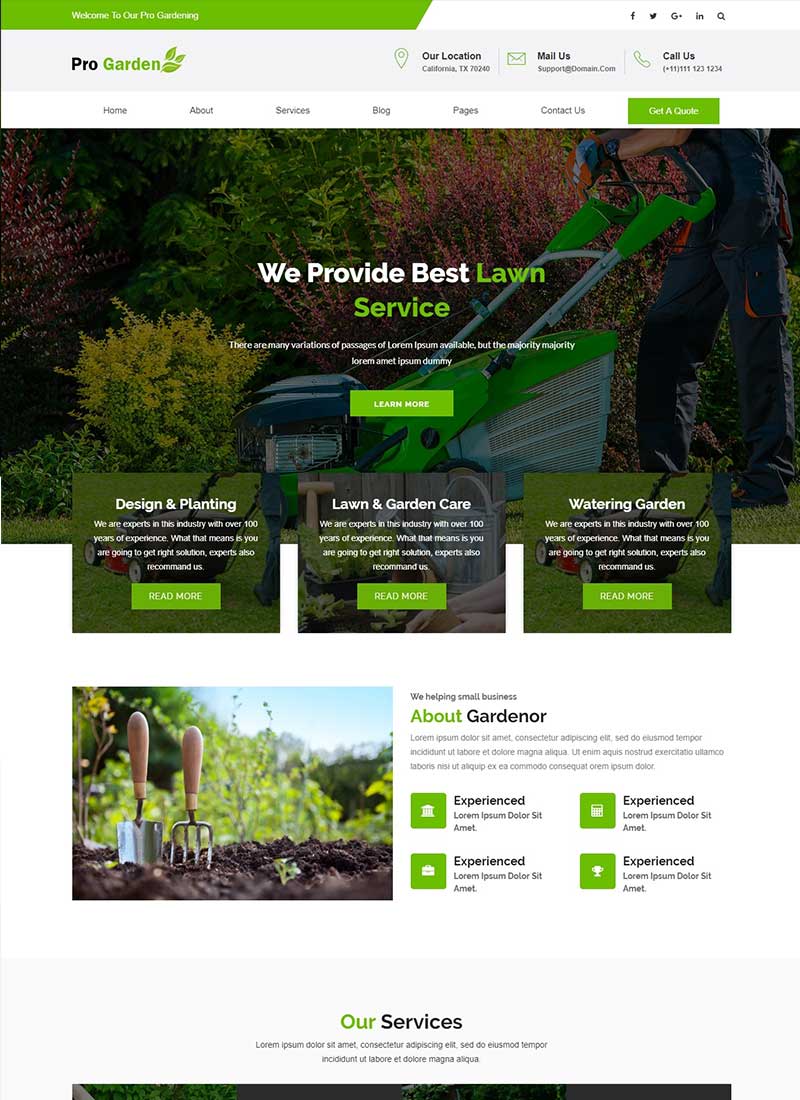 Welcome To Our Pro Gardening
Pro Garden
Our Location
California, TX 70240
Mail Us
Support@Domain.Com
Call Us
(+11)111 123 1234
Home
About
Services
Blog
Pages
Contact Us
Get A Quote
We Provide Best Lawn
Service
There are many variations of passages of Lorem Ipsum available, but the majority majority
lorem amet ipsum dummy
LEARN MORE
Design & Planting
We are experts in this industry with over 100
years of experience. What that means is you
are going to get right solution, experts also
recommand us.
READ MORE
Lawn & Garden Care
We are experts in this industry with over 100
years of experience. What that means is you
are going to get right solution, experts also
recommand us.
READ MORE
Watering Garden
We are experts in this industry with over 100
years of experience. What that means is you
are going to get right solution, experts also
recommand us.
READ MORE
We helping small business
About Gardenor
Lorem ipsum dolor sit amet, consectetur adipiscing elit, sed do eiusmod tempor
incididunt ut labore et dolore magna aliqua. Ut enim aquis nostrud exercitatio ullamco
laboris nisi ut aliquip ex ea commodo consequat orem ipsum dolor.
Experienced
Lorem Ipsum Dolor Sit
Amet.
Experienced
Lorem Ipsum Dolor Sit
Amet.
Experienced
Lorem Ipsum Dolor Sit
Amet.
Experienced
Lorem Ipsum Dolor Sit
Amet.
Our Services
Lorem ipsum dolor sit amet, consectetur adipiscing elit, sed do eiusmod tempor
incididunt ut labore et dolore magna aliqua.